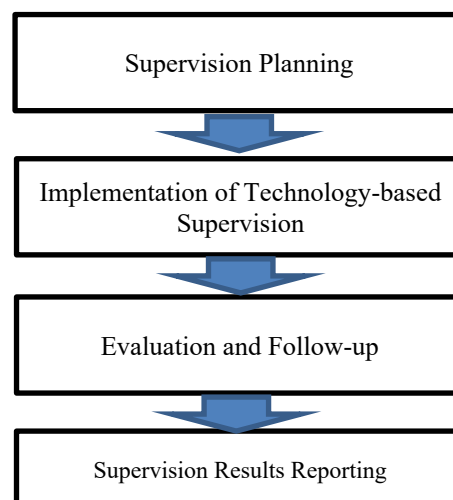 Supervision Planning
Implementation of Technology-based
Supervision
Evaluation and Follow-up
Supervision Results Reporting